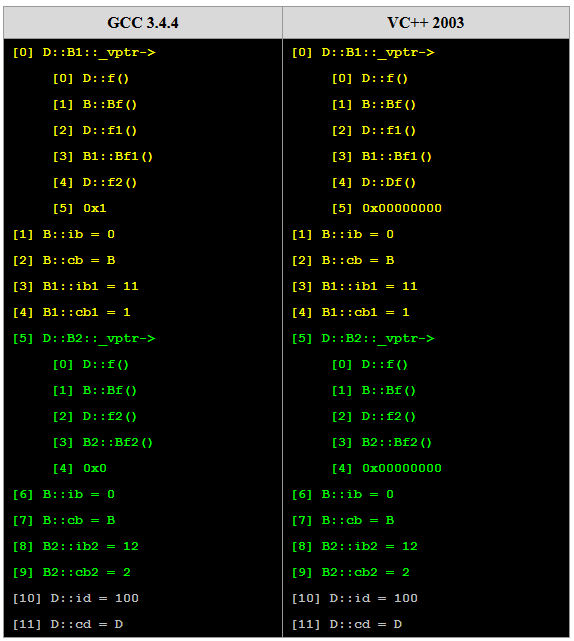 GCC 3.4.4 VC++ 2003
[0] D::B1::_vptr-> [0] D::B1::_vptr->
[0] D::f() [0] D::f()
[1] B::Bf() [1] B::Bf()
[2] D::f1() [2] D::f1()
[3] B1::Bf1() [3] B1::Bf1()
[4] D::f2() [4] D::Df()
[5] 0x1 [5] 0x00000000
[1] B::ib = 0 [1] B::ib = 0
[2] B::cb = B [2] B::cb = B
[3] B1::ib1 = 11 [3] B1::ib1 = 11
[4] B1::cb1 = 1 [4] B1::cb1 = 1
[5] D::B2::_vptr-> [5] D::B2::_vptr->
[0] D::f() [0] D::f()
[1] B::Bf() [1] B::Bf()
[2] D::f2() [2] D::f2()
[3] B2::Bf2() [3] B2::Bf2()
[4] 0x0 [4] 0x00000000
[6] B::ib = 0 [6] B::ib = 0
[7] B::cb = B [7] B::cb = B
[8] B2::ib2 = 12 [8] B2::ib2 = 12
[9] B2::cb2 = 2 [9] B2::cb2 = 2
[10] D::id = 100 [10] D::id = 100
[11] D::cd = D [11] D::cd = D